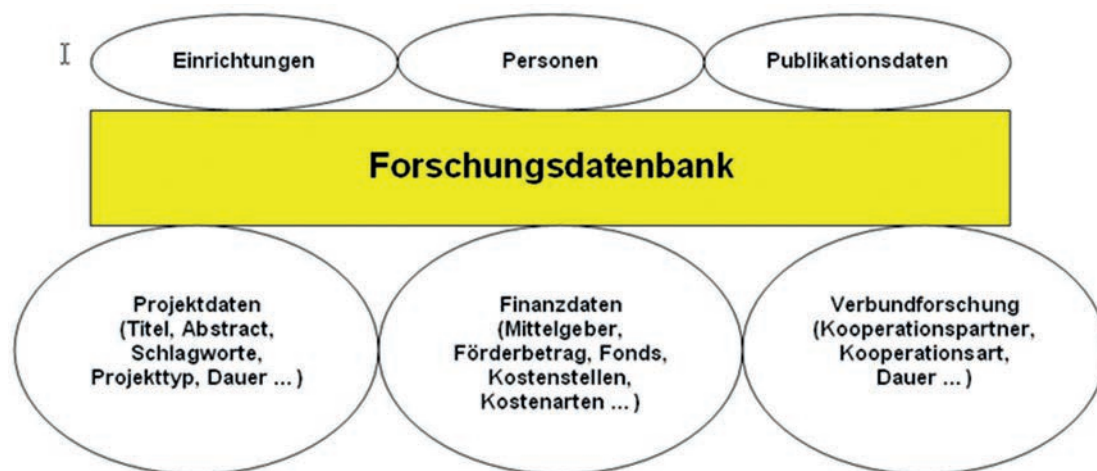 Einrichtungen
Personen
Publikationsdaten
Forschungsdatenbank
Projektdaten
(Titel, Abstract,
Schlagworte,
Projekttyp, Dauer ... )
Finanzdaten
(Mittelgeber,
Förderbetrag, Fonds,
Kostenstellen,
Kostenarten ... )
Verbundforschung
(Kooperationspartner,
Kooperationsart,
Dauer ... )